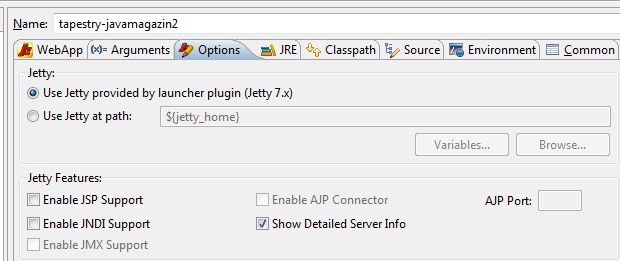 Name: tapestry-javamagazin2
WebApp (x)= Arguments Options JRE Classpath Source Environment Common
Jetty:
Use Jetty provided by launcher plugin (Jetty 7.x)
Use Jetty at path: ${jetty_home}
Variables... Browse...
Jetty Features:
Enable JSP Support Enable AJP Connector AJP Port:
Enable JNDI Support Show Detailed Server Info
Enable JMX Support